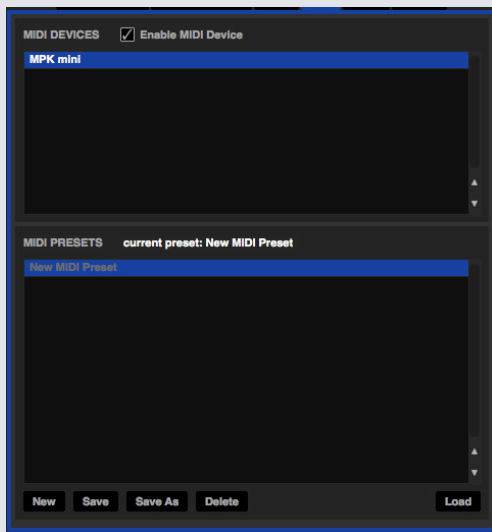 MIDI DEVICES Enable MIDI Device
MPK mini
MIDI PRESETS current preset: New MIDI Preset
New MIDI Preset
New Save Save As Delete Load